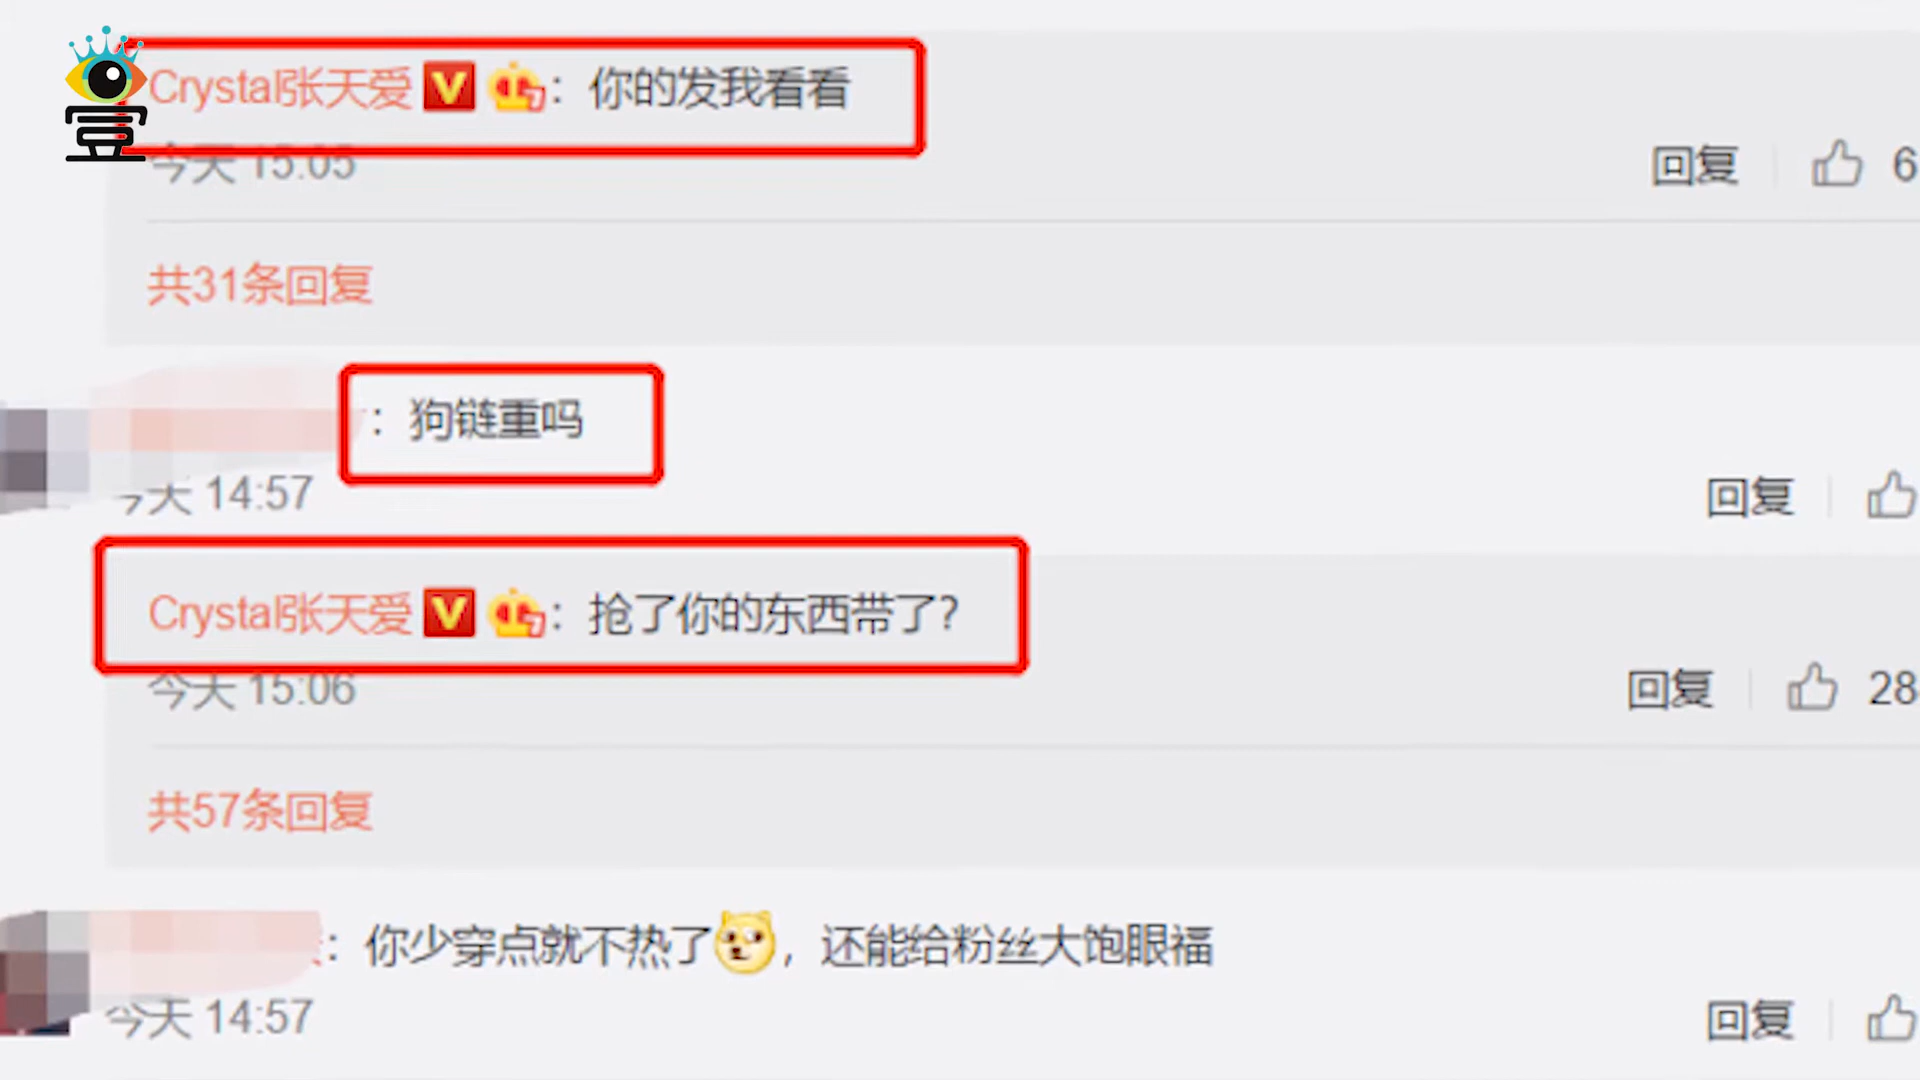 壹
Crystal张天爱 V : 你的发我看看
今天 15:05
回复 6
共31条回复
: 狗链重吗
今天 14:57
回复
Crystal张天爱 V : 抢了你的东西带了?
今天 15:06
回复 28
共57条回复
: 你少穿点就不热了, 还能给粉丝大饱眼福
今天 14:57
回复